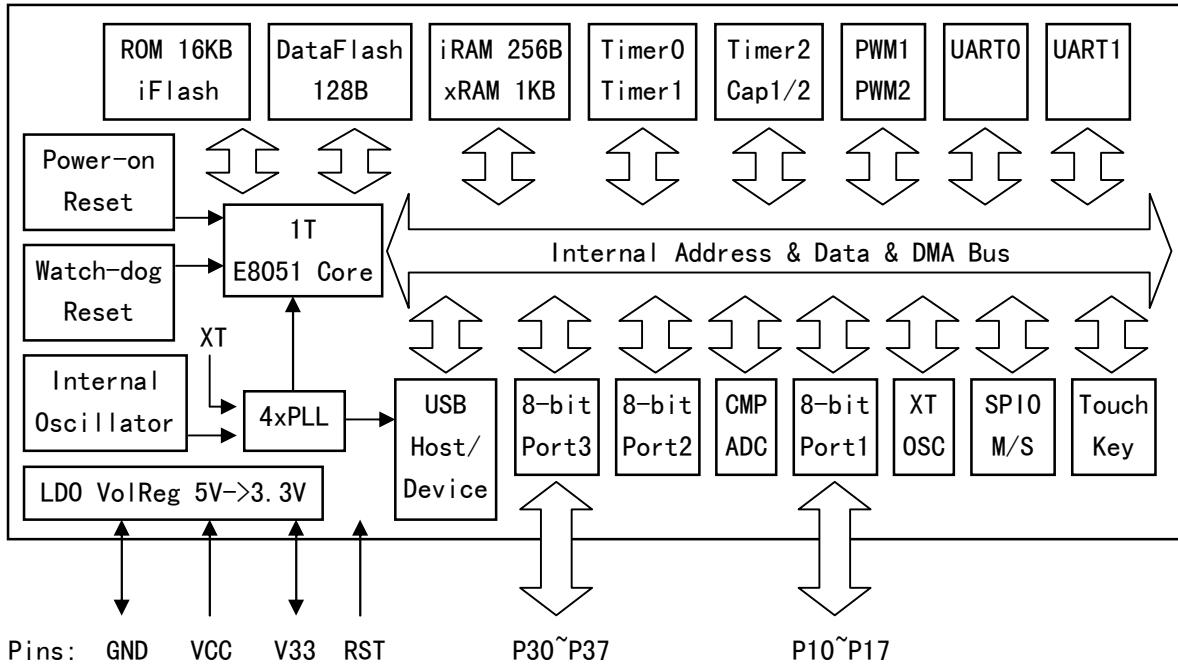 ROM 16KB
iFlash
DataFlash
128B
iRAM 256B
xRAM 1KB
Timer0
Timer1
Timer2
Cap1/2
PWM1
PWM2
UART0
UART1
Power-on
Reset
1T
E8051 Core
Internal Address & Data & DMA Bus
Watch-dog
Reset
XT
Internal
Oscillator
4xPLL
USB
Host/
Device
8-bit
Port3
8-bit
Port2
CMP
ADC
8-bit
Port1
XT
OSC
SPI0
M/S
Touch
Key
LDO VolReg 5V->3.3V
Pins: GND VCC V33 RST P30~P37 P10~P17